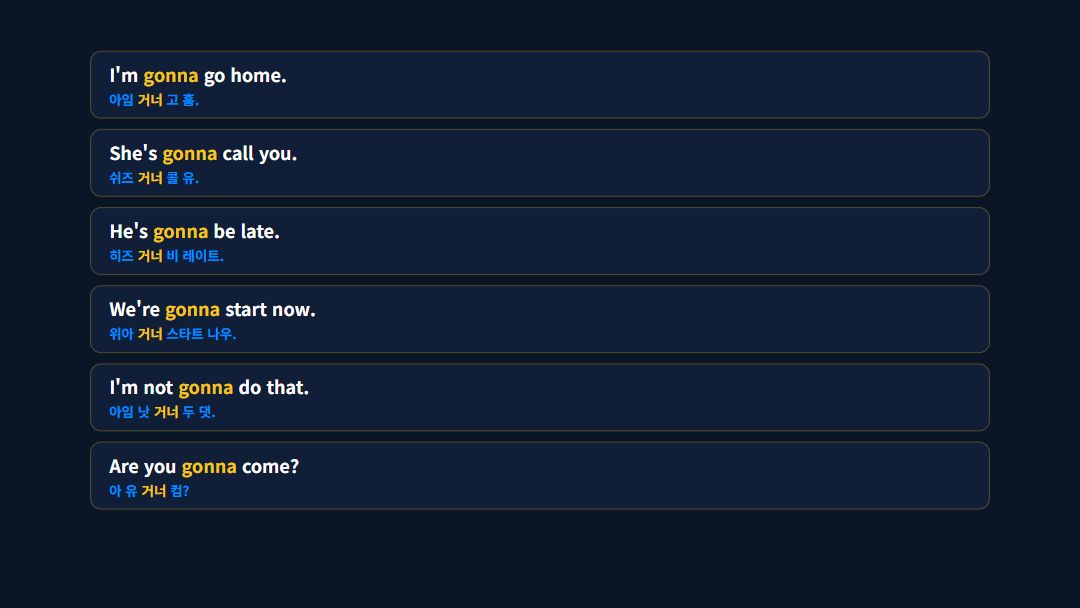 I'm gonna go home.
아임 거너 고 홈.
She's gonna call you.
쉬즈 거너 콜 유.
He's gonna be late.
히즈 거너 비 레이트.
We're gonna start now.
위아 거너 스타트 나우.
I'm not gonna do that.
아임 낫 거너 두 댓.
Are you gonna come?
아 유 거너 컴?